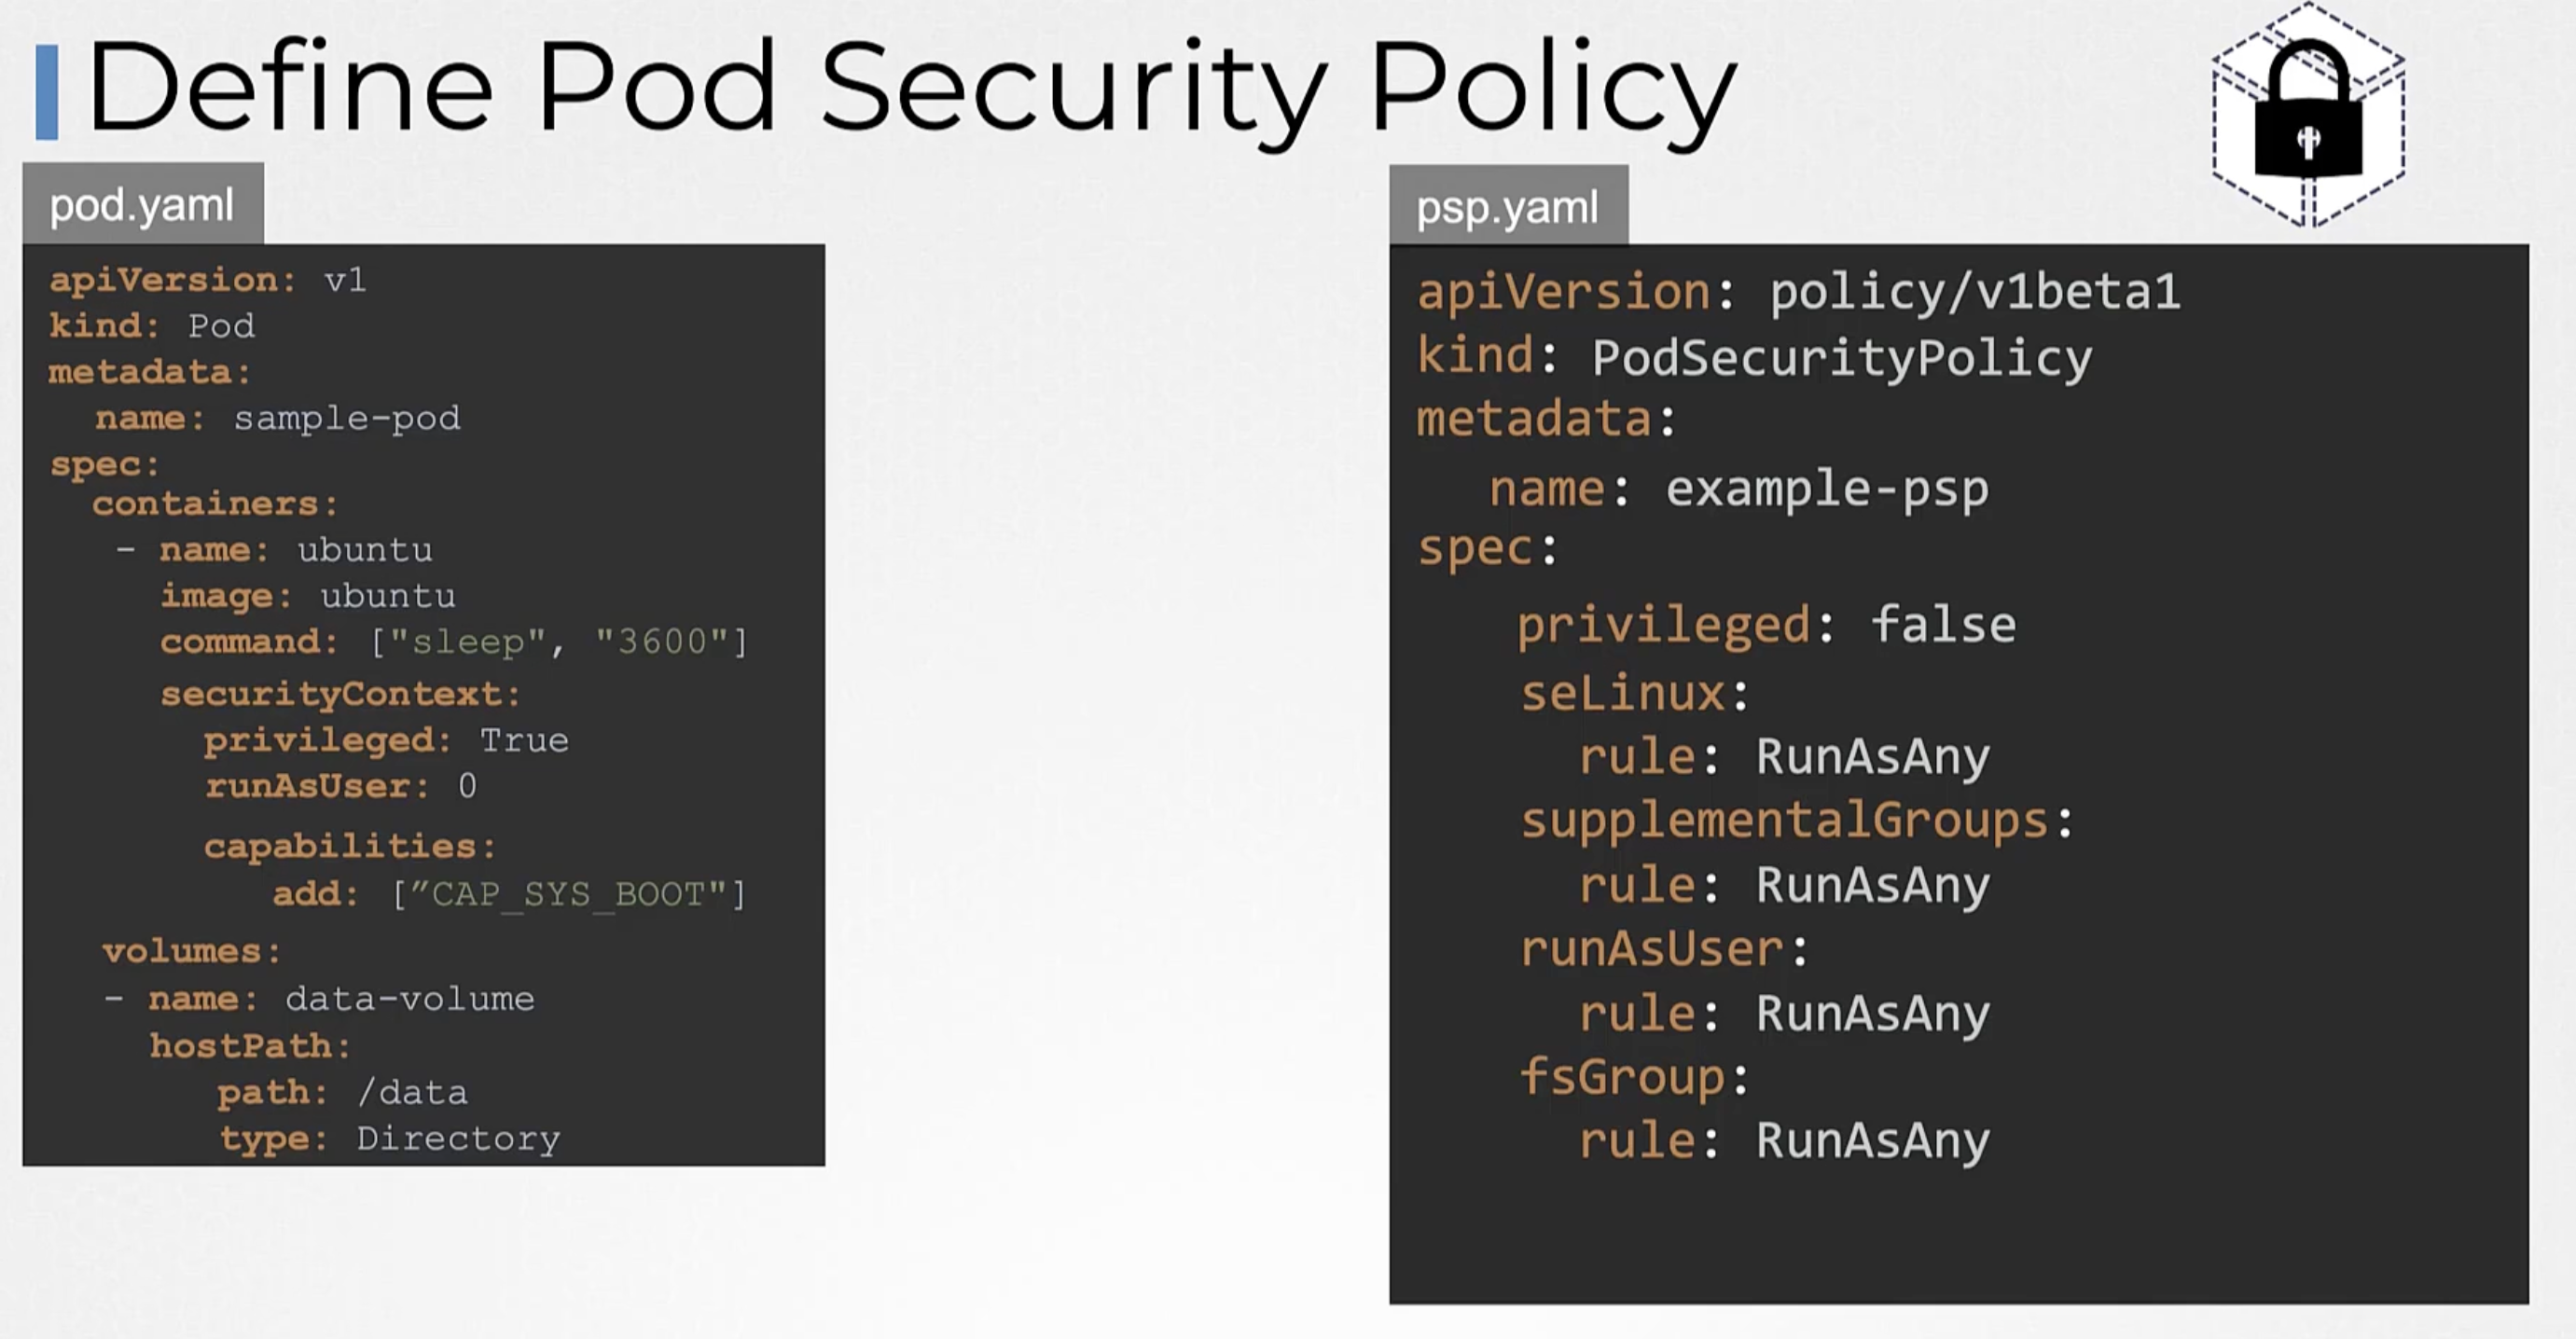 Define Pod Security Policy
pod.yaml
apiVersion: v1
kind: Pod
metadata:
  name: sample-pod
spec:
  containers:
   - name: ubuntu
     image: ubuntu
     command: ["sleep", "3600"]
     securityContext:
       privileged: True
       runAsUser: 0
       capabilities:
          add: [”CAP_SYS_BOOT"]
  volumes:
  - name: data-volume
    hostPath:
       path: /data
       type: Directory
psp.yaml
apiVersion: policy/v1beta1
kind: PodSecurityPolicy
metadata:
  name: example-psp
spec:
   privileged: false
   seLinux:
     rule: RunAsAny
   supplementalGroups:
     rule: RunAsAny
   runAsUser:
     rule: RunAsAny
   fsGroup:
     rule: RunAsAny